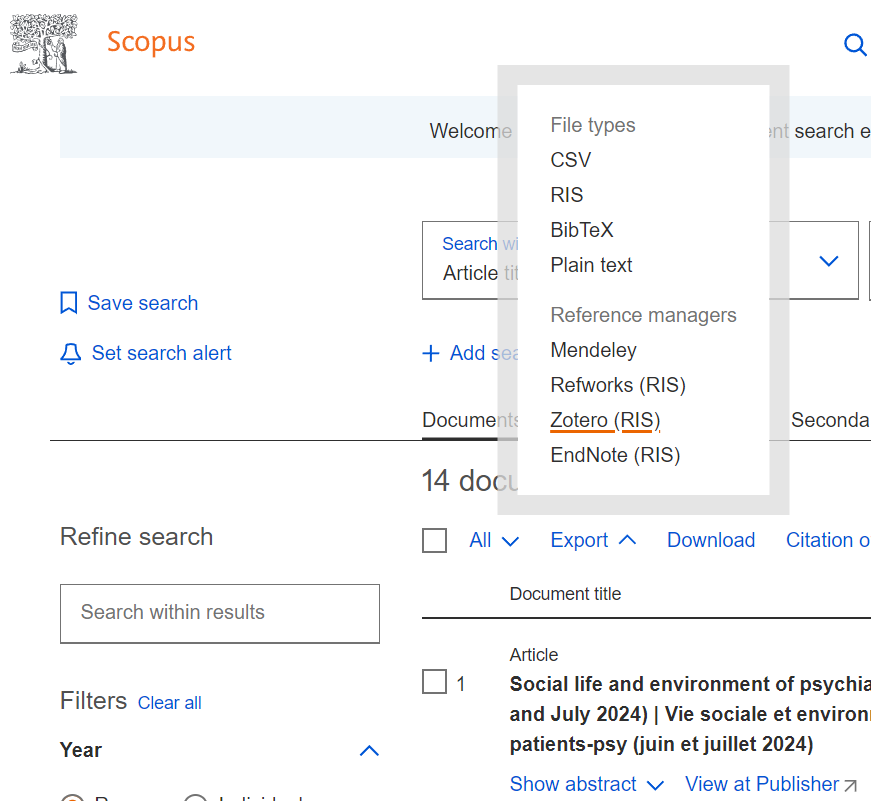 Scopus
Welcome
ent search e
File types
CSV
RIS
BibTeX
Plain text
Reference managers
Mendeley
Refworks (RIS)
Zotero (RIS)
EndNote (RIS)
Search wi
Article tit
Save search
Set search alert
Add sea
Documents
Seconda
14 docu
Refine search
All
Export
Download
Citation o
Search within results
Document title
Article
1
Social life and environment of psychia
and July 2024) | Vie sociale et environ
patients-psy (juin et juillet 2024)
Show abstract
View at Publisher
Filters
Clear all
Year